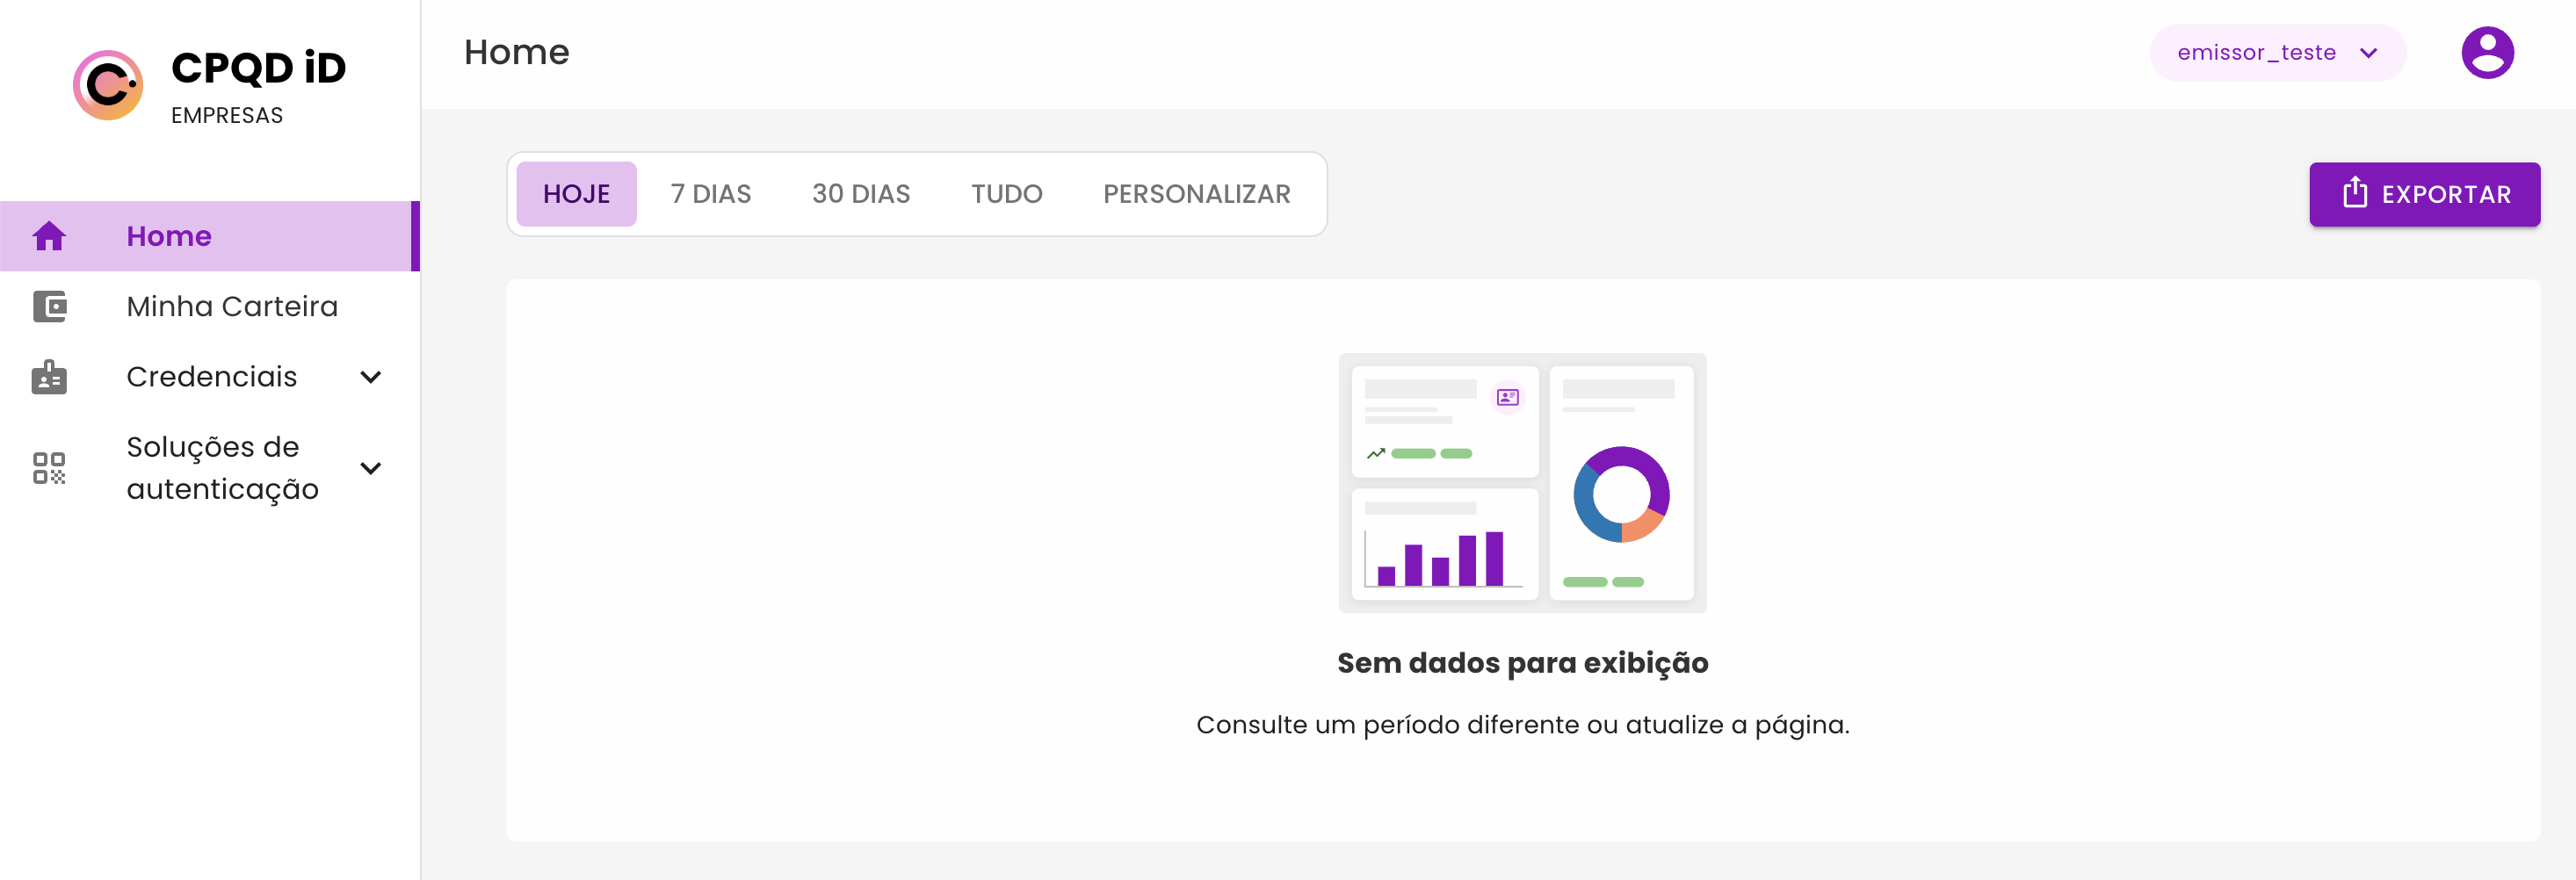 CPQD iD
EMPRESAS
Home
Minha Carteira
Credenciais
Soluções de
autenticação
Home
emissor_teste
HOJE
7 DIAS
30 DIAS
TUDO
PERSONALIZAR
EXPORTAR
Sem dados para exibição
Consulte um período diferente ou atualize a página.